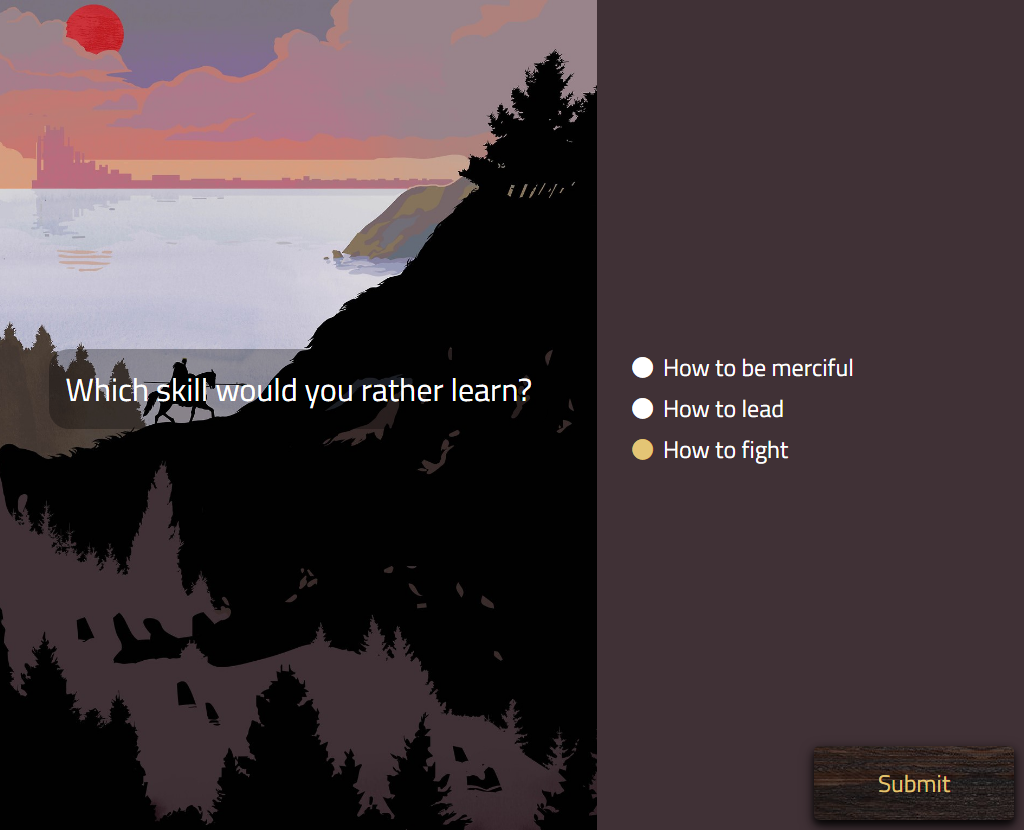 Which skill would you rather learn?
How to be merciful
How to lead
How to fight
Submit